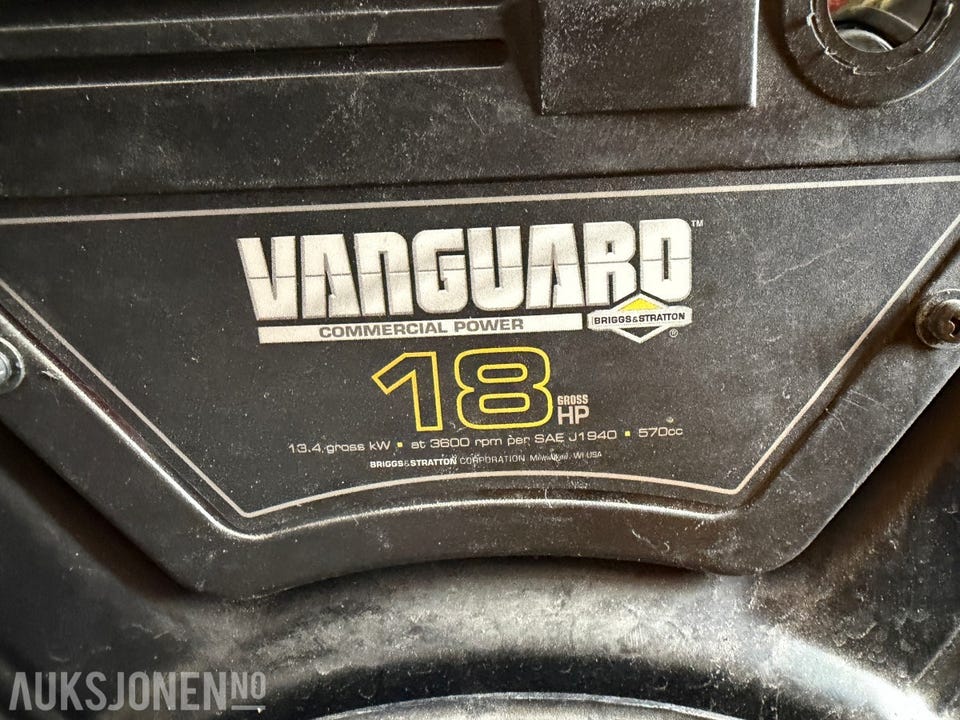 VANGUARD™
COMMERCIAL POWER
BRIGGS&STRATTON
®
18 GROSS HP
13.4 gross kW • at 3600 rpm per SAE J1940 • 570cc
BRIGGS&STRATTON CORPORATION Milwaukee, WI USA
AUKSJONEN.NO